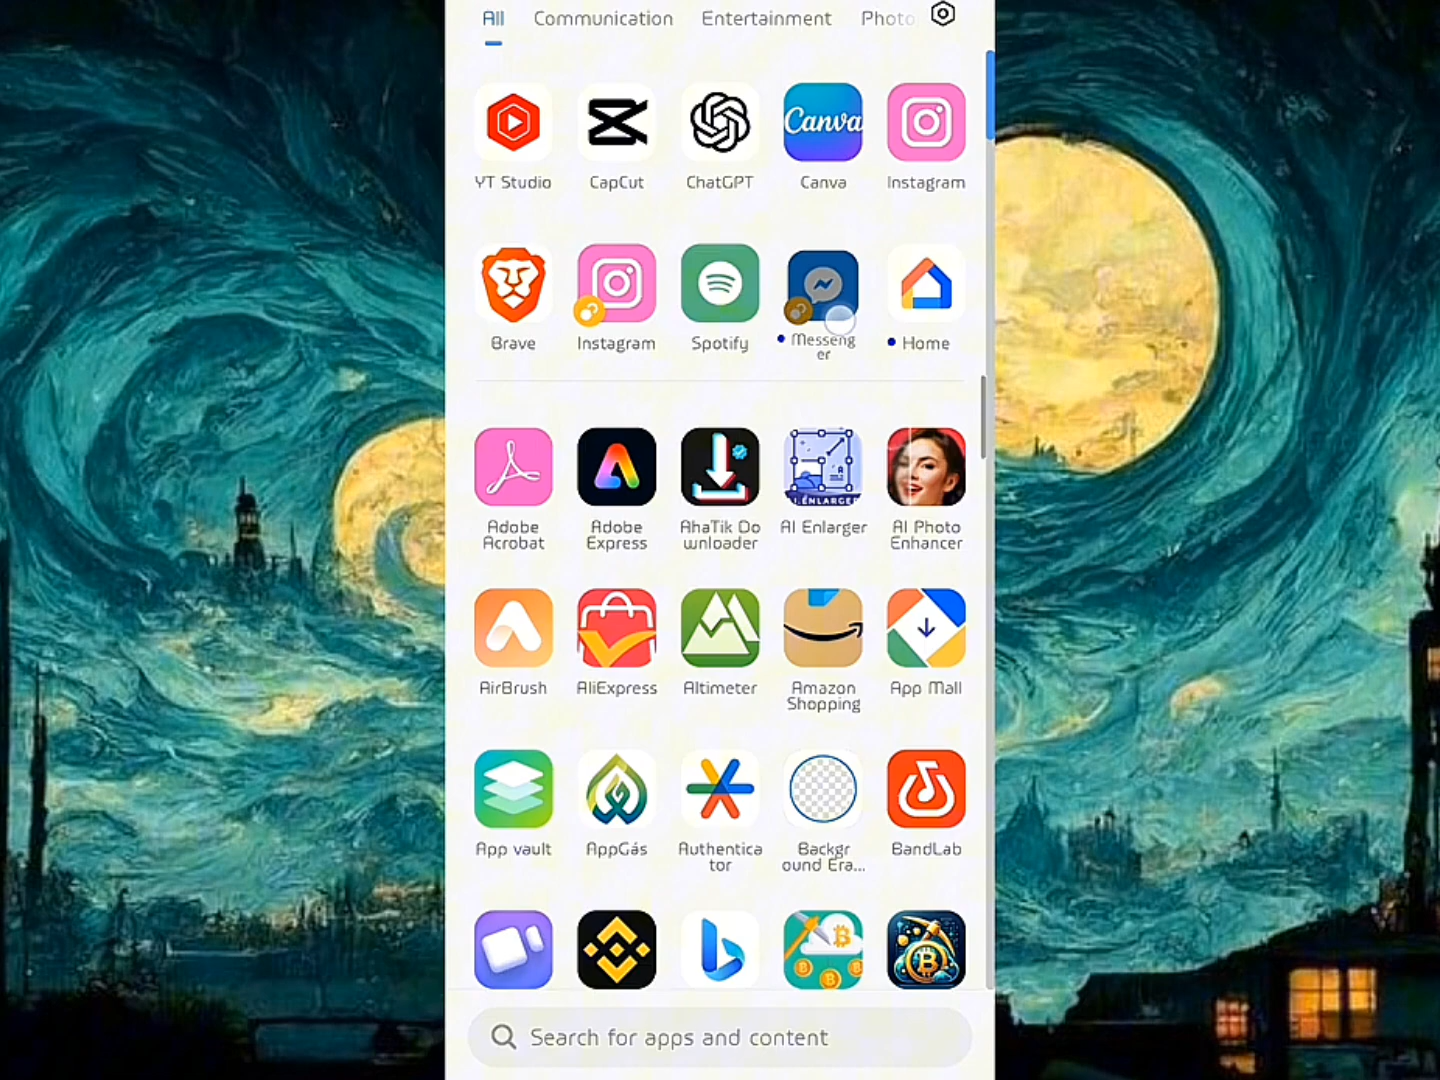 All Communication Entertainment Photo
Canva
YT Studio CapCut ChatGPT Canva Instagram
Brave Instagram Spotify Messeng
er Home
AI ENLARGER
Adobe
Acrobat Adobe
Express AhaTik Do
wnloader AI Enlarger AI Photo
Enhancer
AirBrush AliExpress Altimeter Amazon
Shopping App Mall
App vault AppGás Authentica
tor Backgr
ound Era... BandLab
Search for apps and content